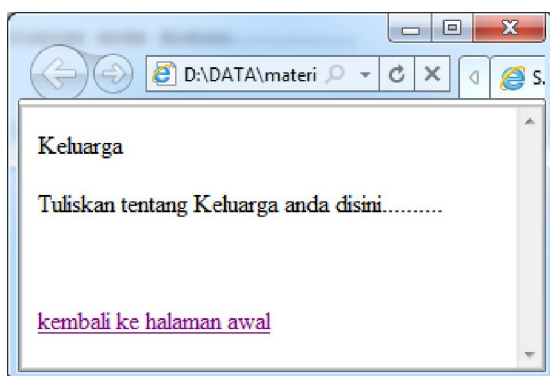 D:\DATA\materi
S.
Keluarga
Tuliskan tentang Keluarga anda disini..........
kembali ke halaman awal